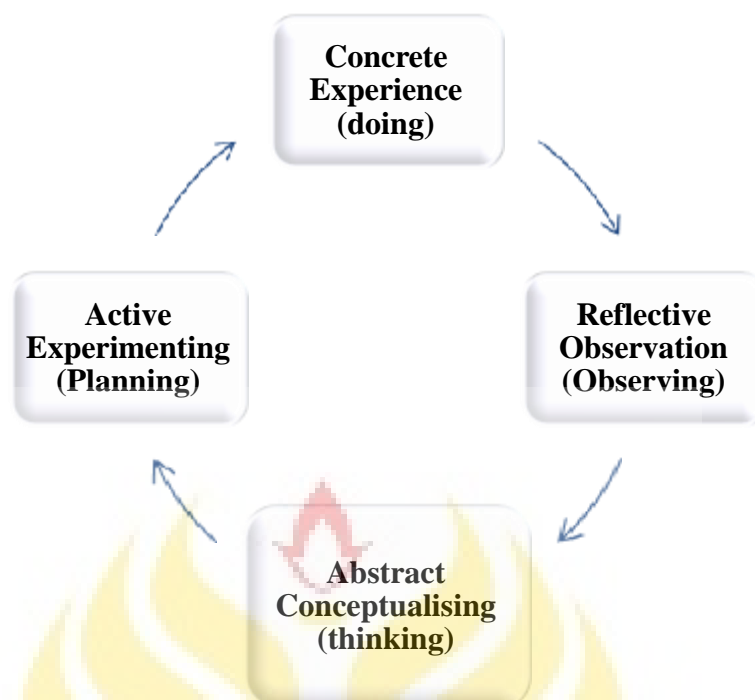 Concrete
Experience
(doing)
Reflective
Observation
(Observing)
Abstract
Conceptualising
(thinking)
Active
Experimenting
(Planning)